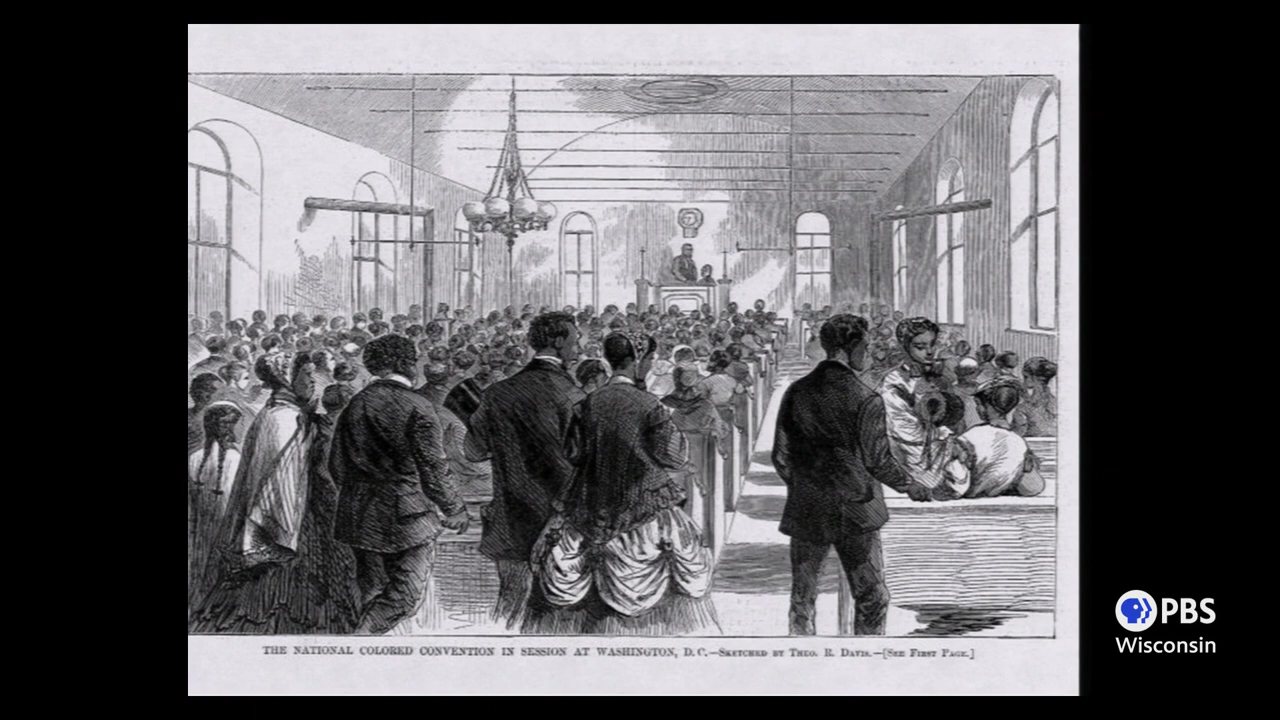 THE NATIONAL COLORED CONVENTION IN SESSION AT WASHINGTON, D. C.—Sketched by Theo. R. Davis.—[See First Page.]
PBS
Wisconsin